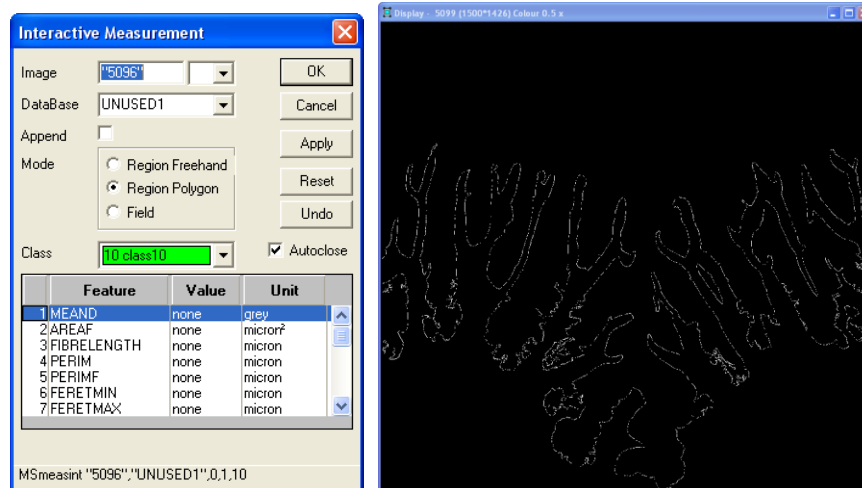 Interactive Measurement
Image "5096" OK
DataBase UNUSED1 Cancel
Append Apply
Mode Region Freehand
Region Polygon Reset
Field Undo
Class 10 class10 Autoclose
Feature Value Unit
1 MEAND none grey
2 AREAF none micron²
3 FIBRELENGTH none micron
4 PERIM none micron
5 PERIMF none micron
6 FERETMIN none micron
7 FERETMAX none micron
MSmeasint "5096","UNUSED1",0,1,10
Display - 5099 (1500*1426) Colour 0.5 x